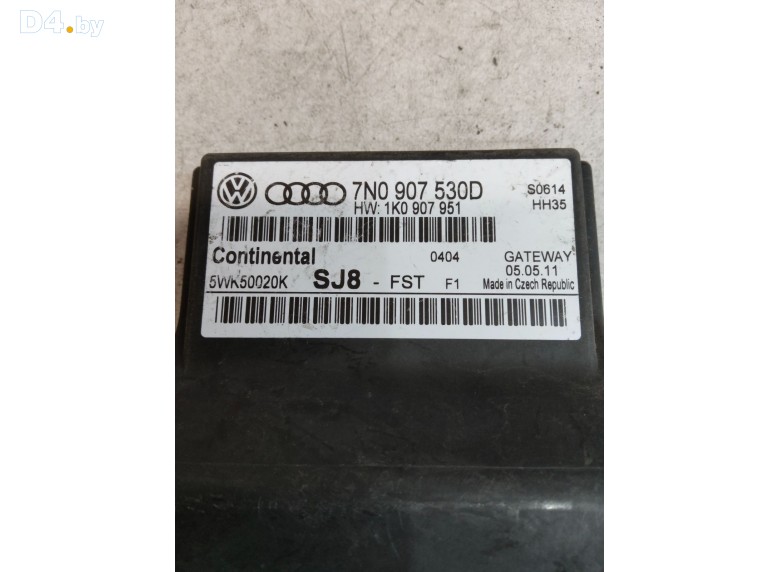 D4.by
7N0 907 530D
S0614
HW: 1K0 907 951
HH35
Continental
0404
GATEWAY
05.05.11
5WK50020K SJ8 - FST F1
Made in Czech Republic